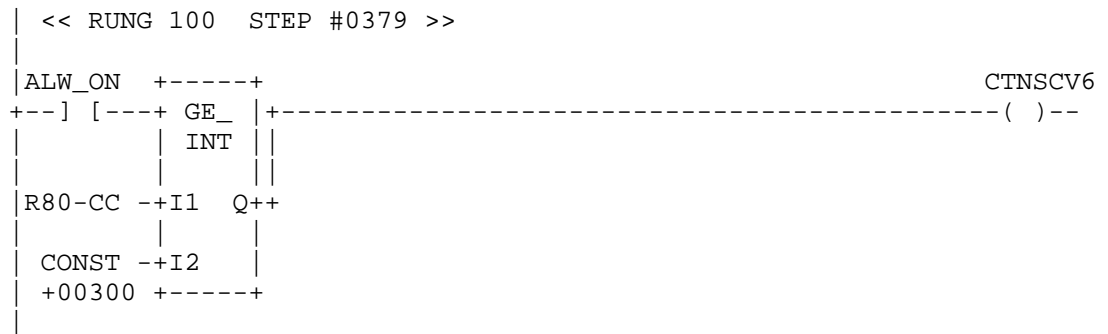 << RUNG 100 STEP #0379 >>
ALW_ON CTNSCV6
GE_
INT
R80-CC I1 Q
CONST I2
+00300